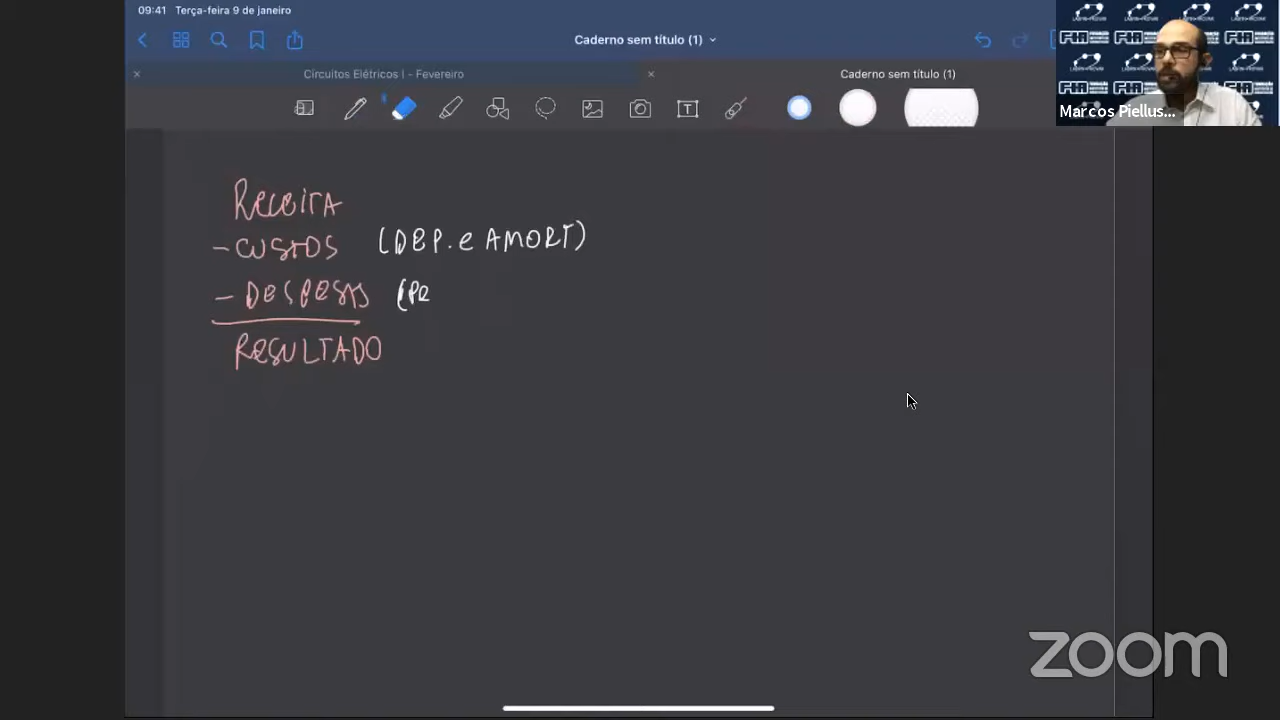 09:41 Terça-feira 9 de janeiro
Caderno sem título (1)
Circuitos Elétricos I - Fevereiro
Caderno sem título (1)
Marcos Piellus...
RECEITA
- CUSTOS (DEP. e AMORT)
- DESPESAS (PR
RESULTADO
zoom